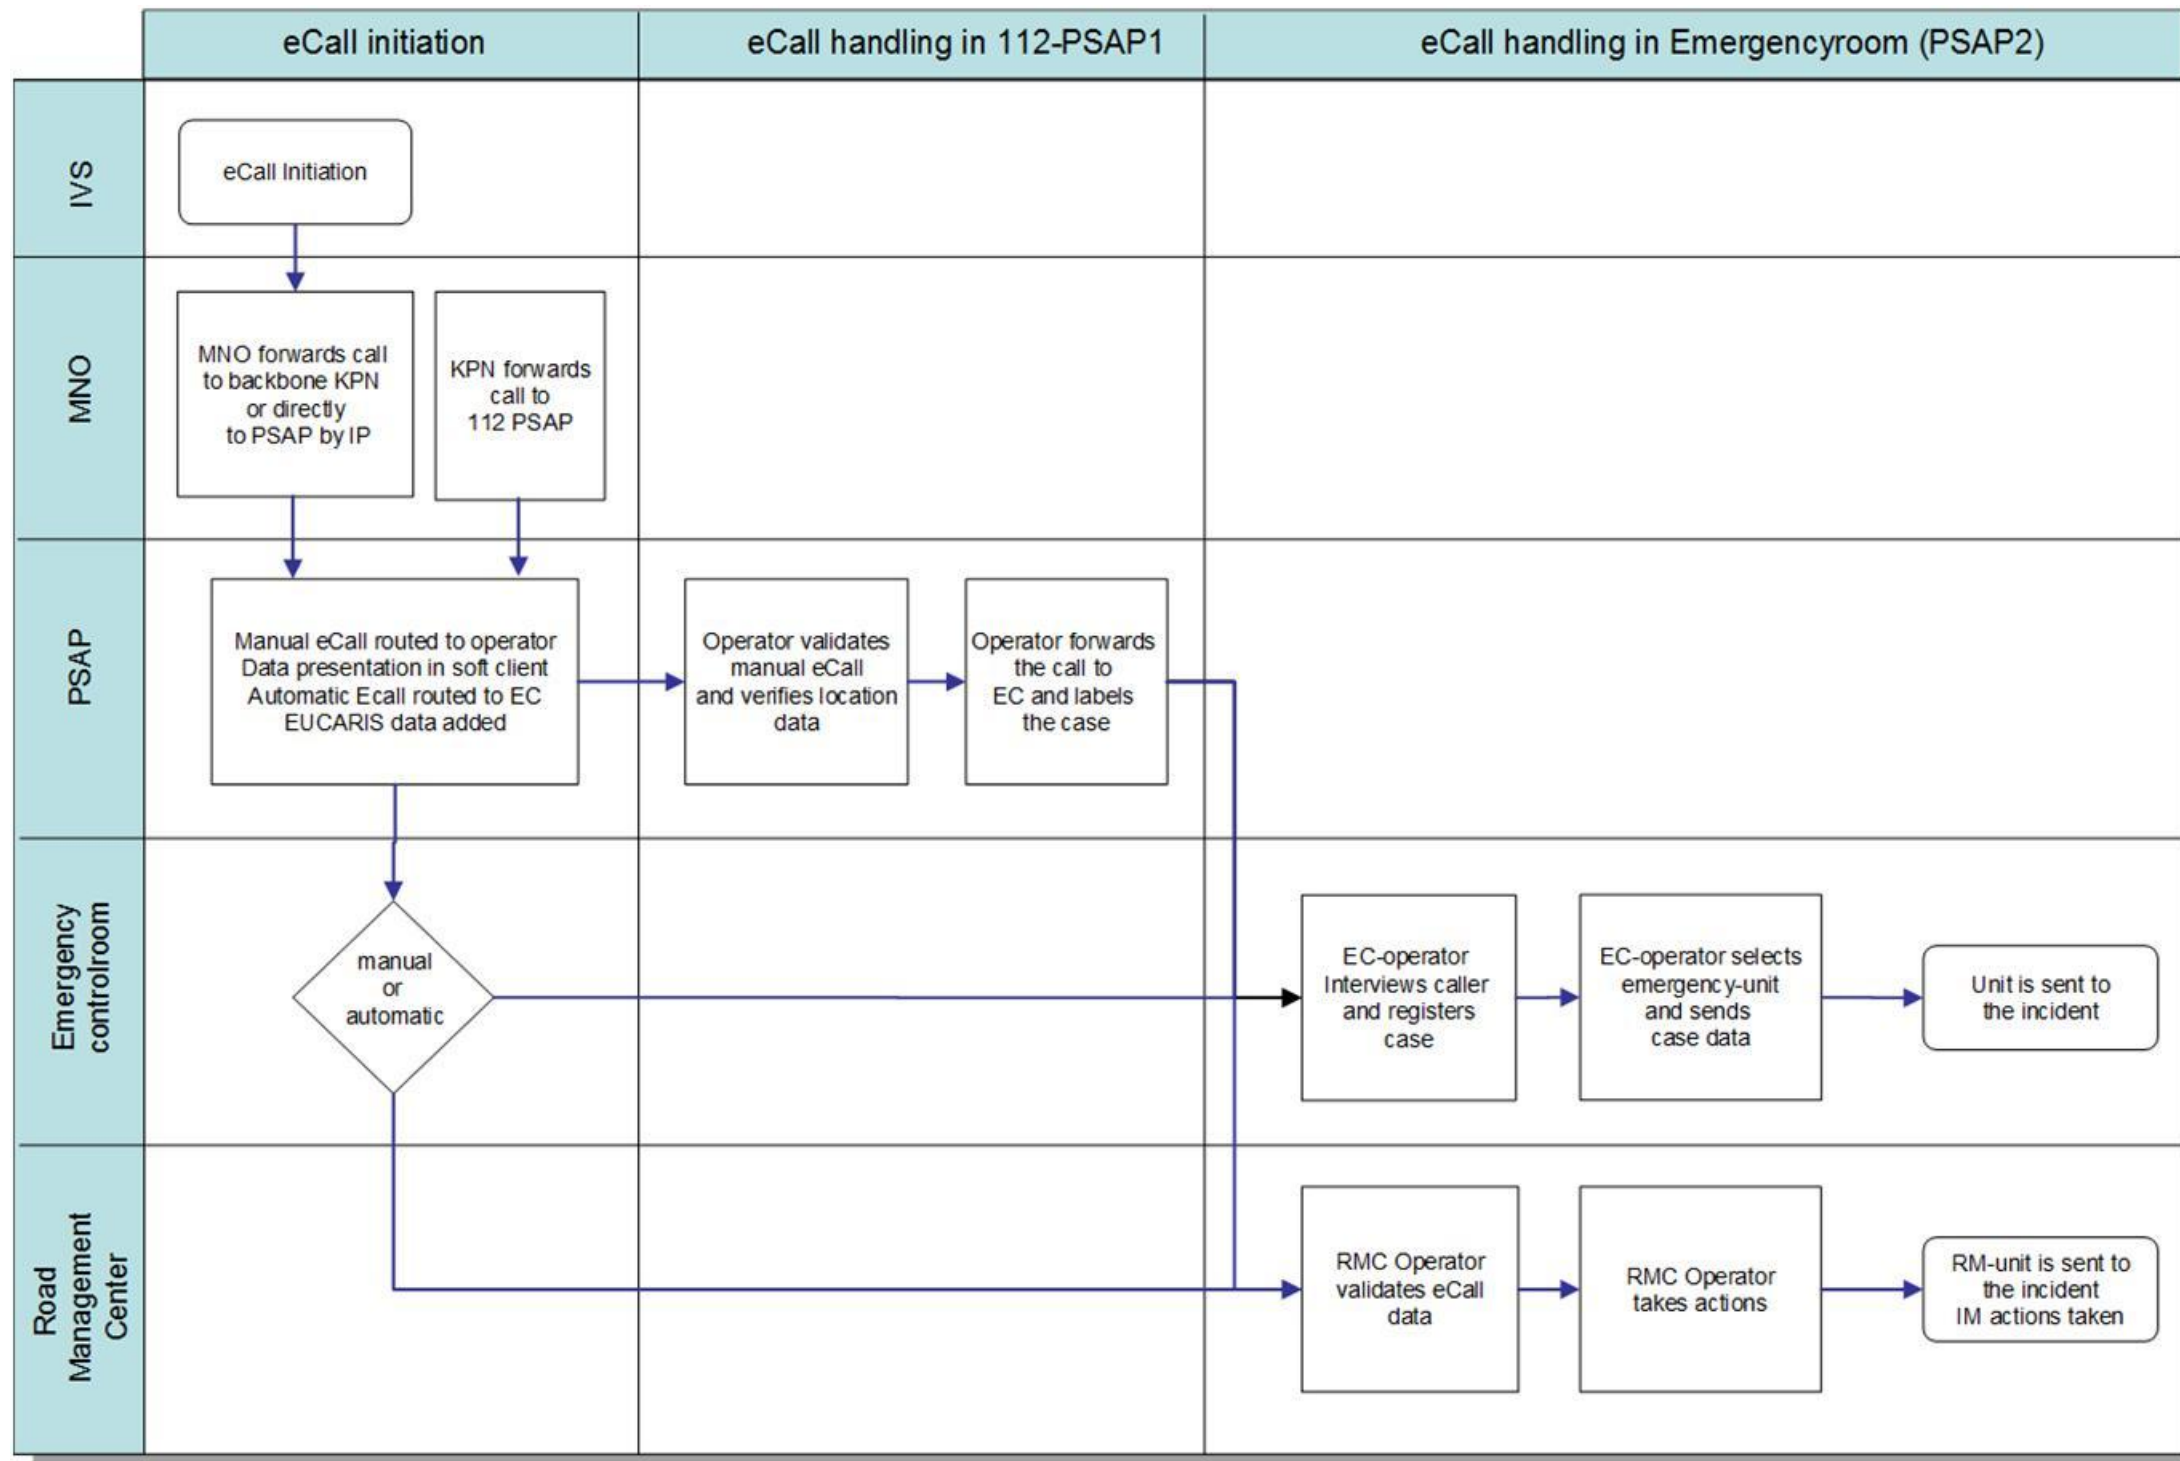 eCall initiation
eCall handling in 112-PSAP1
eCall handling in Emergencyroom (PSAP2)
IVS
eCall Initiation
MNO
MNO forwards call
to backbone KPN
or directly
to PSAP by IP
KPN forwards
call to
112 PSAP
PSAP
Manual eCall routed to operator
Data presentation in soft client
Automatic Ecall routed to EC
EUCARIS data added
Operator validates
manual eCall
and verifies location
data
Operator forwards
the call to
EC and labels
the case
Emergency
controlroom
manual
or
automatic
EC-operator
Interviews caller
and registers
case
EC-operator selects
emergency-unit
and sends
case data
Unit is sent to
the incident
Road
Management
Center
RMC Operator
validates eCall
data
RMC Operator
takes actions
RM-unit is sent to
the incident
IM actions taken